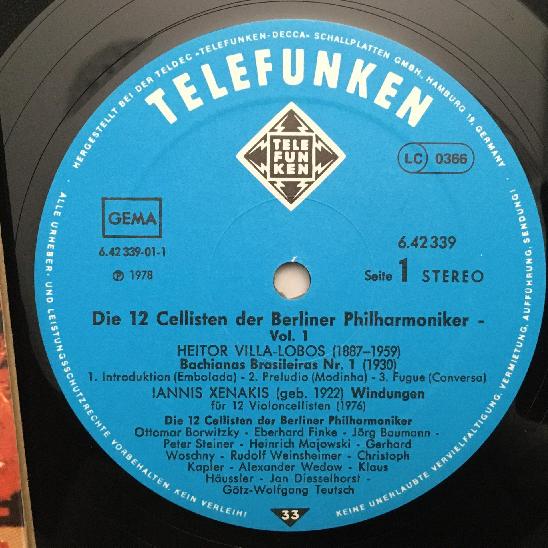 HERGESTELLT BEI DER TELDEC »TELEFUNKEN-DECCA« SCHALLPLATTEN GMBH, HAMBURG 19, GERMANY
TELEFUNKEN
TELE
FUN
KEN
LC 0366
GEMA
6.42 339-01-1
℗ 1978
6.42339
Seite 1 STEREO
Die 12 Cellisten der Berliner Philharmoniker -
Vol. 1
HEITOR VILLA-LOBOS (1887-1959)
Bachianas Brasileiras Nr. 1 (1930)
1. Introduktion (Embolada) - 2. Preludio (Modinha) - 3. Fugue (Conversa)
IANNIS XENAKIS (geb. 1922) Windungen
für 12 Violoncellisten (1976)
Die 12 Cellisten der Berliner Philharmoniker
Ottomar Borwitzky - Eberhard Finke - Jörg Baumann -
Peter Steiner - Heinrich Majowski - Gerhard
Woschny - Rudolf Weinsheimer - Christoph
Kapler - Alexander Wedow - Klaus
Häussler - Jan Diesselhorst -
Götz-Wolfgang Teutsch
33
ALLE URHEBER- UND LEISTUNGSSCHUTZRECHTE VORBEHALTEN. KEIN VERLEIH!
KEINE UNERLAUBTE VERVIELFÄLTIGUNG, VERMIETUNG, AUFFÜHRUNG, SENDUNG!